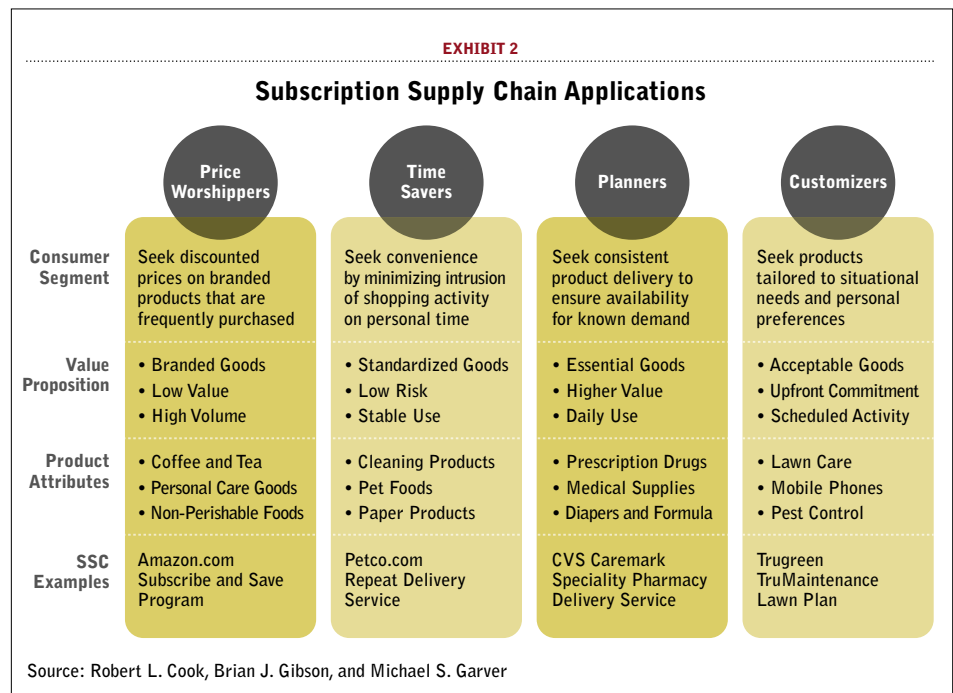 EXHIBIT 2
Subscription Supply Chain Applications
Price
Worshippers
Time
Savers
Planners
Customizers
Consumer
Segment
Seek discounted
prices on branded
products that are
frequently purchased
Seek convenience
by minimizing intrusion
of shopping activity
on personal time
Seek consistent
product delivery to
ensure availability
for known demand
Seek products
tailored to situational
needs and personal
preferences
Value
Proposition
• Branded Goods
• Low Value
• High Volume
• Standardized Goods
• Low Risk
• Stable Use
• Essential Goods
• Higher Value
• Daily Use
• Acceptable Goods
• Upfront Commitment
• Scheduled Activity
Product
Attributes
• Coffee and Tea
• Personal Care Goods
• Non-Perishable Foods
• Cleaning Products
• Pet Foods
• Paper Products
• Prescription Drugs
• Medical Supplies
• Diapers and Formula
• Lawn Care
• Mobile Phones
• Pest Control
SSC
Examples
Amazon.com
Subscribe and Save
Program
Petco.com
Repeat Delivery
Service
CVS Caremark
Speciality Pharmacy
Delivery Service
Trugreen
TruMaintenance
Lawn Plan
Source: Robert L. Cook, Brian J. Gibson, and Michael S. Garver